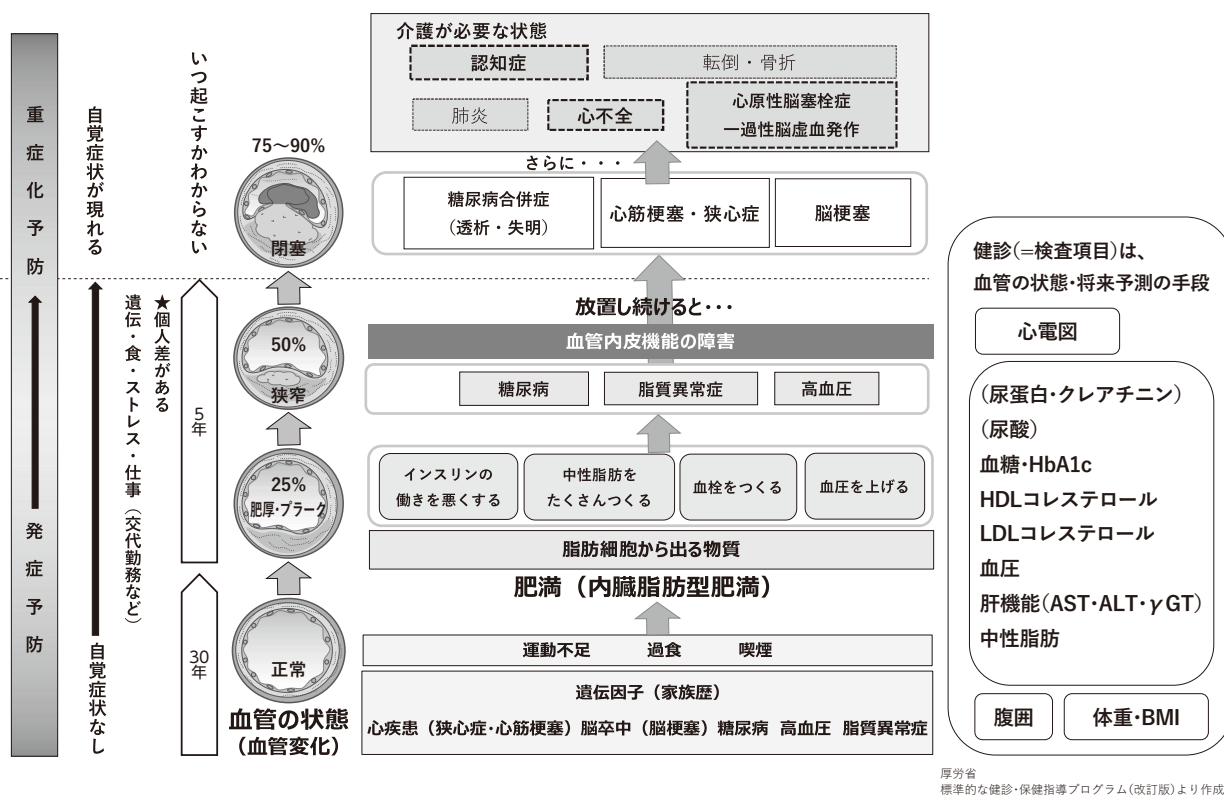 重症化予防
発症予防
自覚症状が現れる
自覚症状なし
いつ起こすかわからない
★個人差がある
遺伝・食・ストレス・仕事（交代勤務など）
5年
30年
75～90%
閉塞
50%
狭窄
25%
肥厚・プラーク
正常
血管の状態
（血管変化）
介護が必要な状態
認知症
転倒・骨折
肺炎
心不全
心原性脳塞栓症
一過性脳虚血発作
さらに・・・
糖尿病合併症
（透析・失明）
心筋梗塞・狭心症
脳梗塞
放置し続けると・・・
血管内皮機能の障害
糖尿病
脂質異常症
高血圧
インスリンの
働きを悪くする
中性脂肪を
たくさんつくる
血栓をつくる
血圧を上げる
脂肪細胞から出る物質
肥満（内臓脂肪型肥満）
運動不足 過食 喫煙
遺伝因子（家族歴）
心疾患（狭心症・心筋梗塞）脳卒中（脳梗塞）糖尿病 高血圧 脂質異常症
健診（=検査項目）は、
血管の状態・将来予測の手段
心電図
（尿蛋白・クレアチニン）
（尿酸）
血糖・HbA1c
HDLコレステロール
LDLコレステロール
血圧
肝機能（AST・ALT・γGT）
中性脂肪
腹囲
体重・BMI
厚労省
標準的な健診・保健指導プログラム（改訂版）より作成